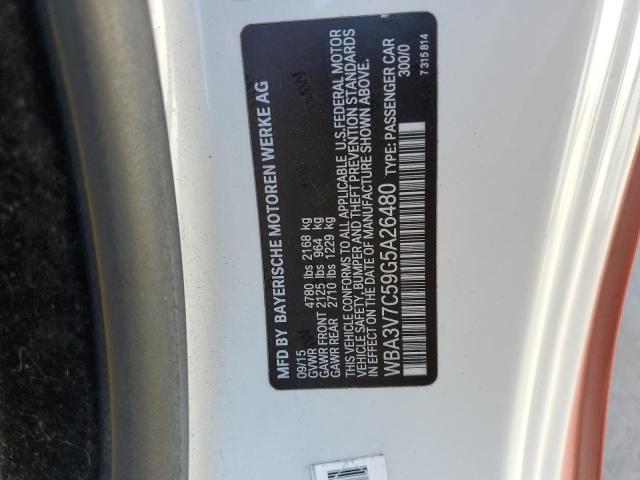 MFD BY BAYERISCHE MOTOREN WERKE AG
09/15
GVWR 4780 lbs 2168 kg
GAWR FRONT 2125 lbs 964 kg
GAWR REAR 2710 lbs 1229 kg
THIS VEHICLE CONFORMS TO ALL APPLICABLE U.S.FEDERAL MOTOR
VEHICLE SAFETY, BUMPER AND THEFT PREVENTION STANDARDS
IN EFFECT ON THE DATE OF MANUFACTURE SHOWN ABOVE.
WBA3V7C59G5A26480 TYPE: PASSENGER CAR
300/0
7 315 814